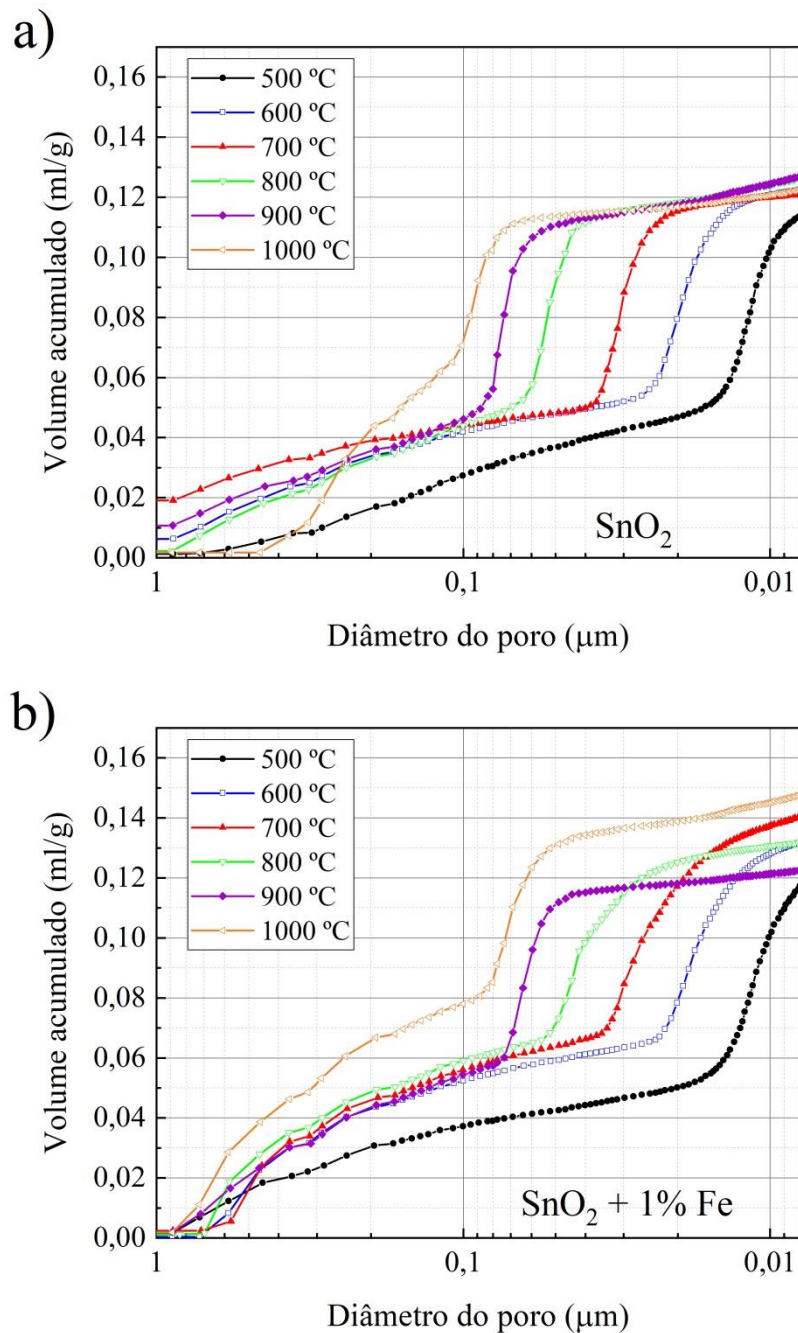 a)
0,16
0,14
0,12
0,10
0,08
0,06
0,04
0,02
0,00
Volume acumulado (ml/g)
500 ºC
600 ºC
700 ºC
800 ºC
900 ºC
1000 ºC
SnO₂
1 0,1 0,01
Diâmetro do poro (μm)
b)
0,16
0,14
0,12
0,10
0,08
0,06
0,04
0,02
0,00
Volume acumulado (ml/g)
500 ºC
600 ºC
700 ºC
800 ºC
900 ºC
1000 ºC
SnO₂ + 1% Fe
1 0,1 0,01
Diâmetro do poro (μm)